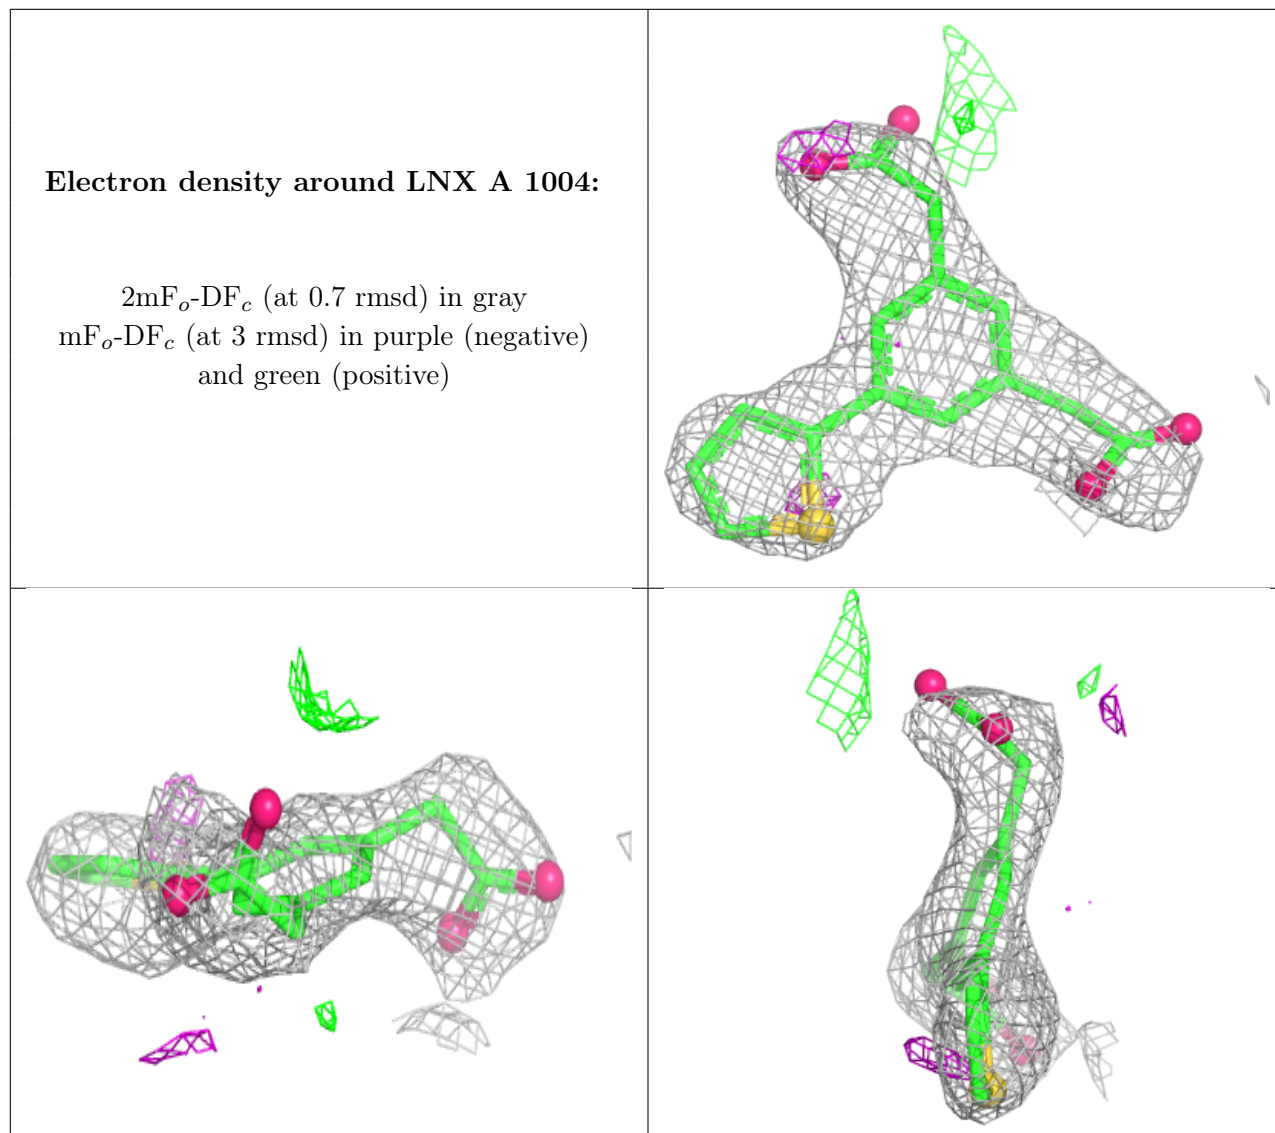 Electron density around LNX A 1004:
2mFo-DFc (at 0.7 rmsd) in gray
mFo-DFc (at 3 rmsd) in purple (negative)
and green (positive)